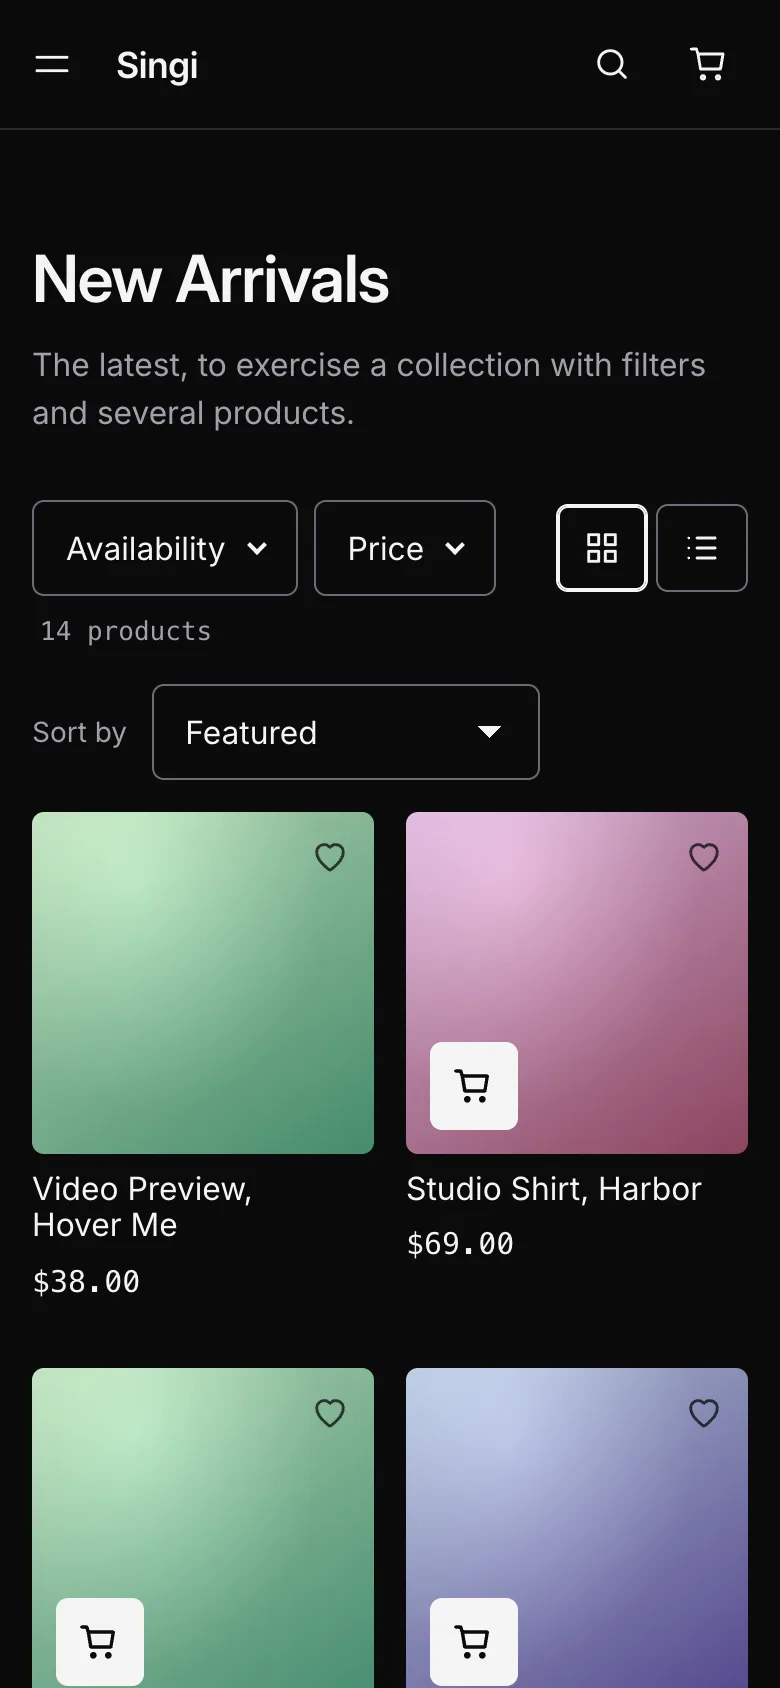 Singi
New Arrivals
The latest, to exercise a collection with filters
and several products.
Availability
Price
14 products
Sort by
Featured
Video Preview,
Hover Me
$38.00
Studio Shirt, Harbor
$69.00